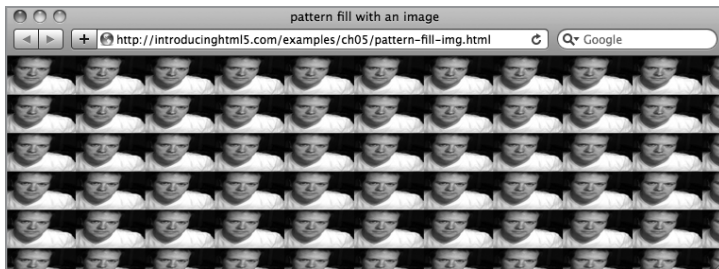 pattern fill with an image
http://introducinghtml5.com/examples/ch05/pattern-fill-img.html
Google